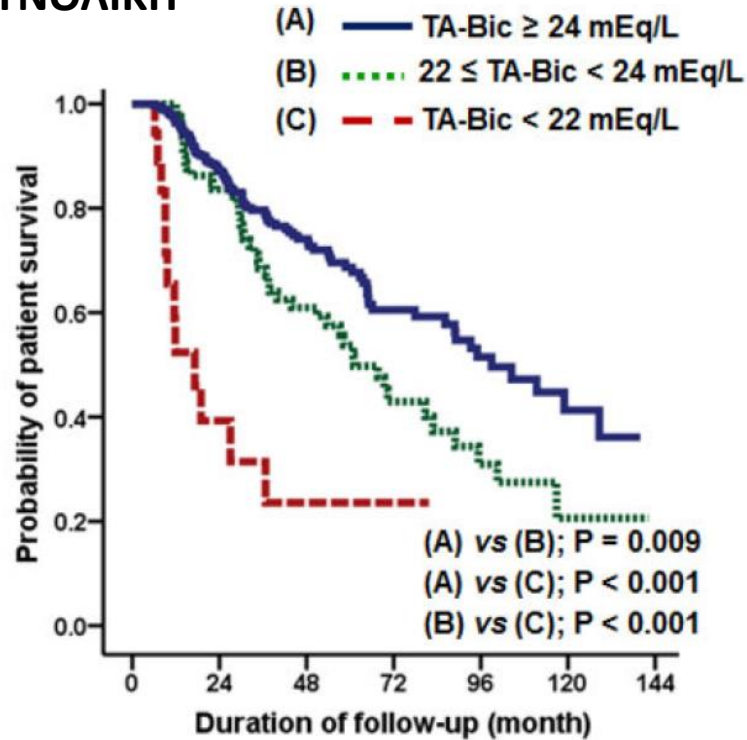 (A) TA-Bic ≥ 24 mEq/L
(B) 22 ≤ TA-Bic < 24 mEq/L
(C) TA-Bic < 22 mEq/L
Probability of patient survival
1.0
0.8
0.6
0.4
0.2
0.0
(A) vs (B); P = 0.009
(A) vs (C); P < 0.001
(B) vs (C); P < 0.001
0 24 48 72 96 120 144
Duration of follow-up (month)